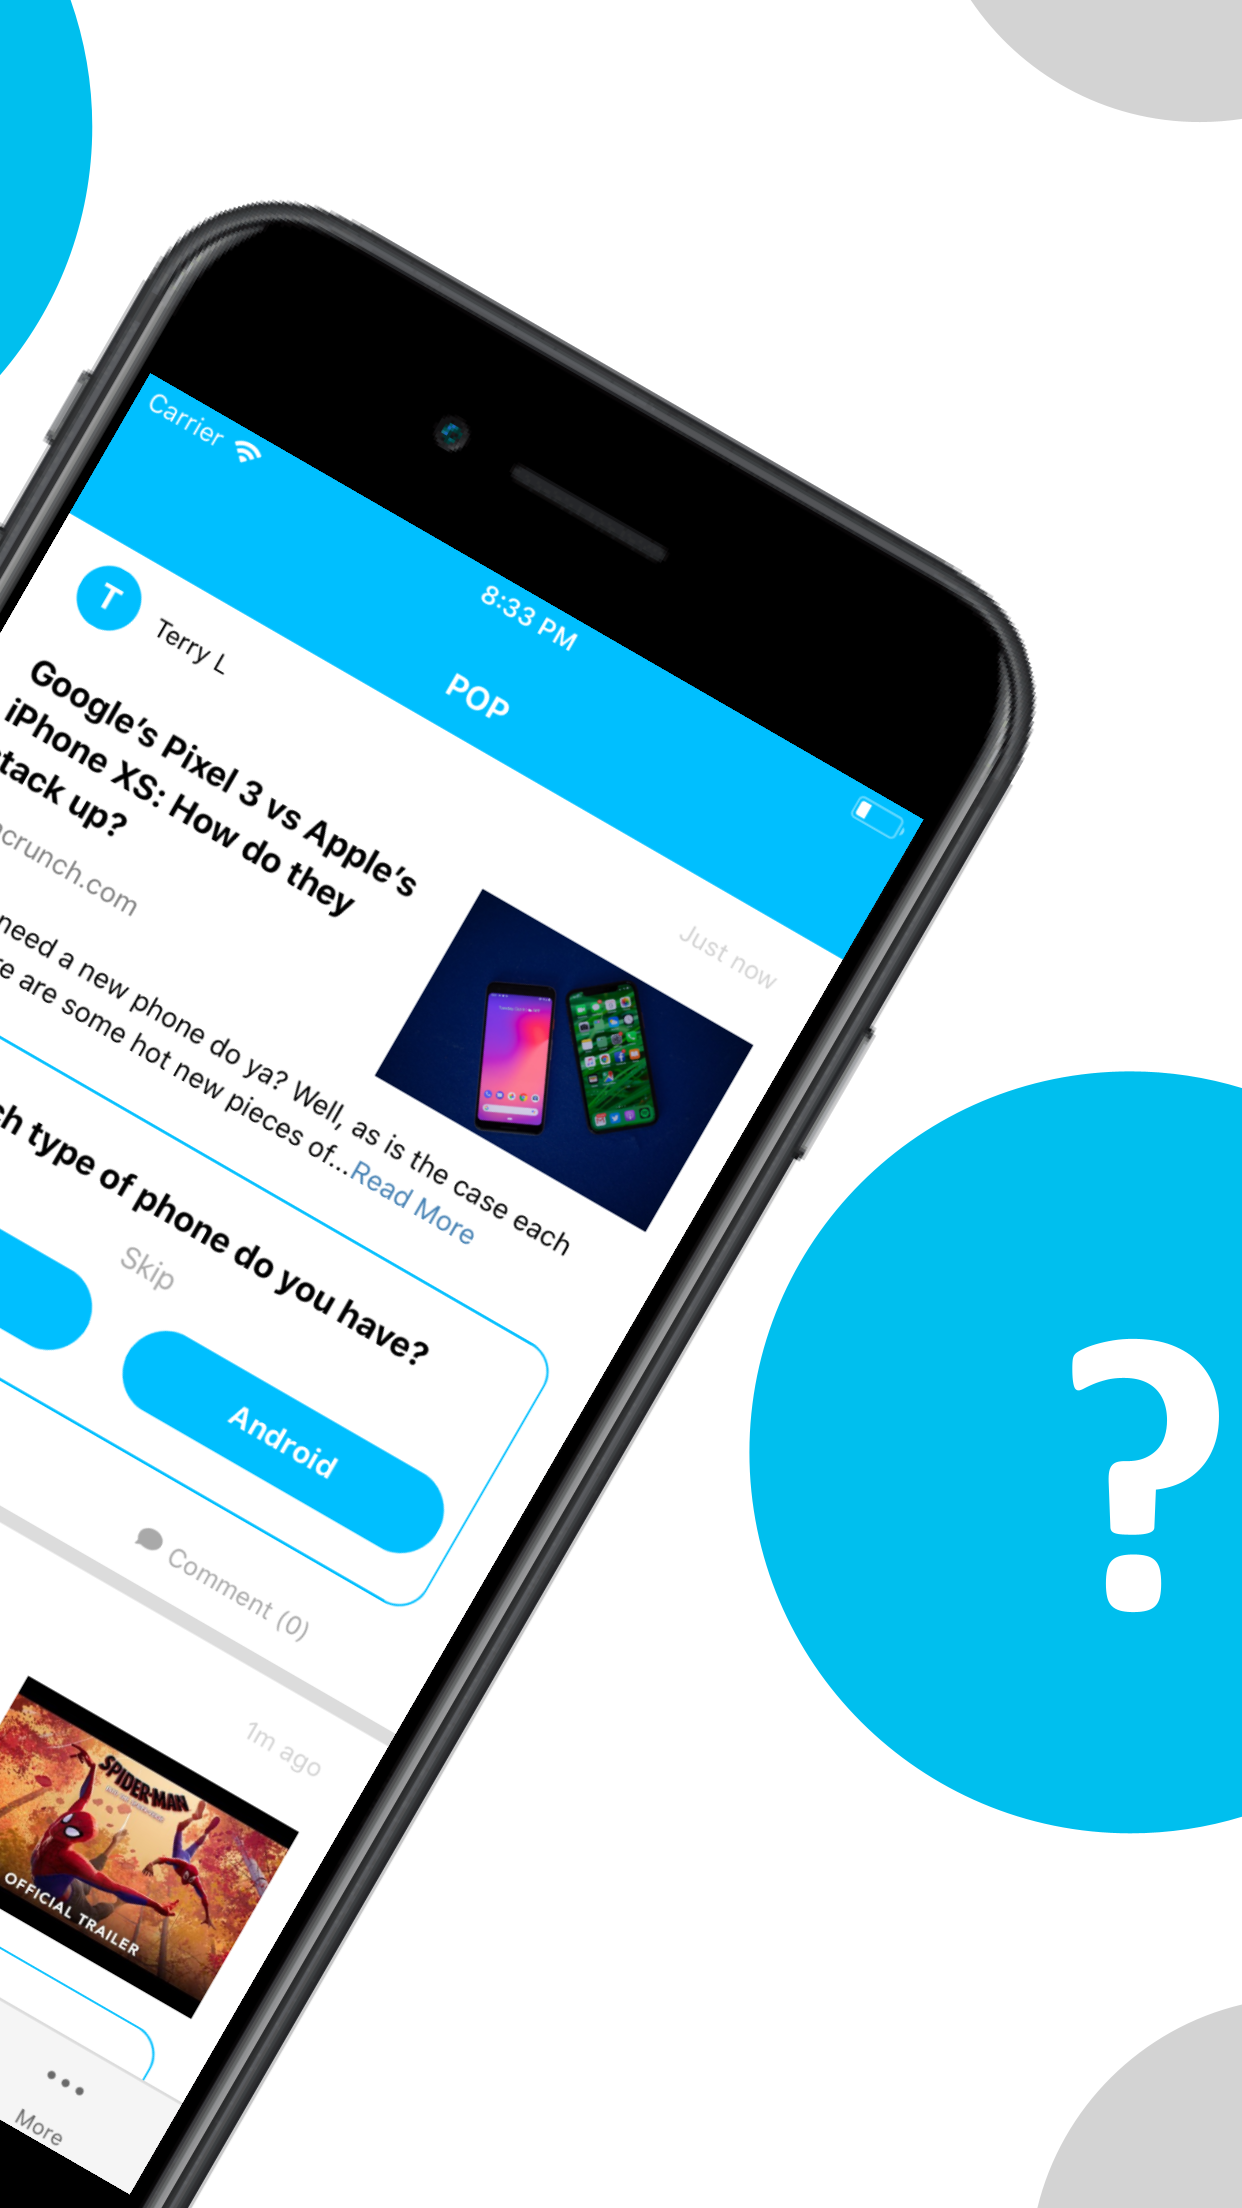 Carrier
8:33 PM
POP
T
Terry L
Just now
Google's Pixel 3 vs Apple's
iPhone XS: How do they
tack up?
crunch.com
need a new phone do ya? Well, as is the case each
re are some hot new pieces of...Read More
ch type of phone do you have?
Skip
Android
Comment (0)
?
1m ago
SPIDER-MAN
OFFICIAL TRAILER
More